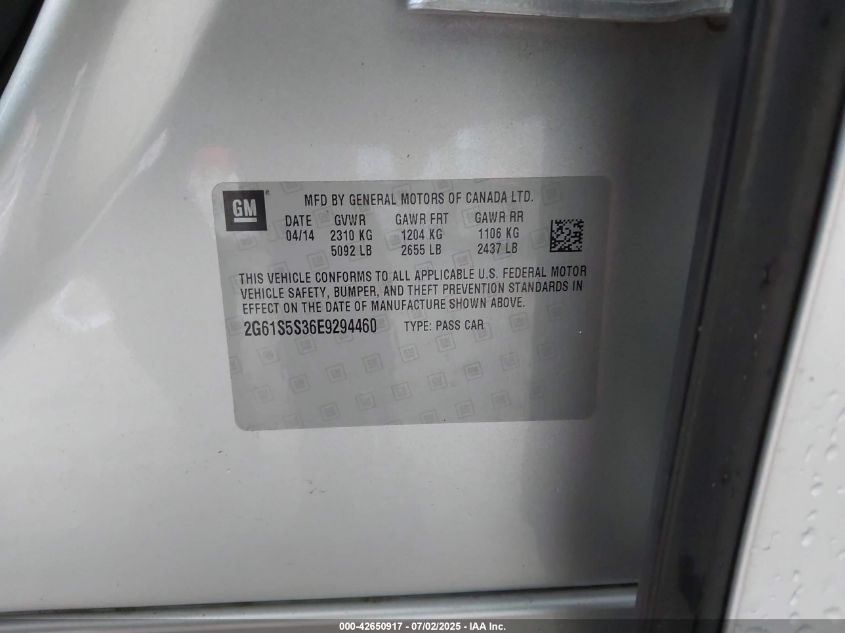 GM
MFD BY GENERAL MOTORS OF CANADA LTD.
DATE GVWR GAWR FRT GAWR RR
04/14 2310 KG 1204 KG 1106 KG
5092 LB 2655 LB 2437 LB
THIS VEHICLE CONFORMS TO ALL APPLICABLE U.S. FEDERAL MOTOR
VEHICLE SAFETY, BUMPER, AND THEFT PREVENTION STANDARDS IN
EFFECT ON THE DATE OF MANUFACTURE SHOWN ABOVE.
2G61S5S36E9294460 TYPE: PASS CAR
000-42650917 - 07/02/2025 - IAA Inc.